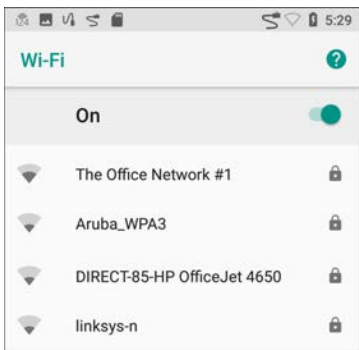 5:29
Wi-Fi
?
On
The Office Network #1
Aruba_WPA3
DIRECT-85-HP OfficeJet 4650
linksys-n